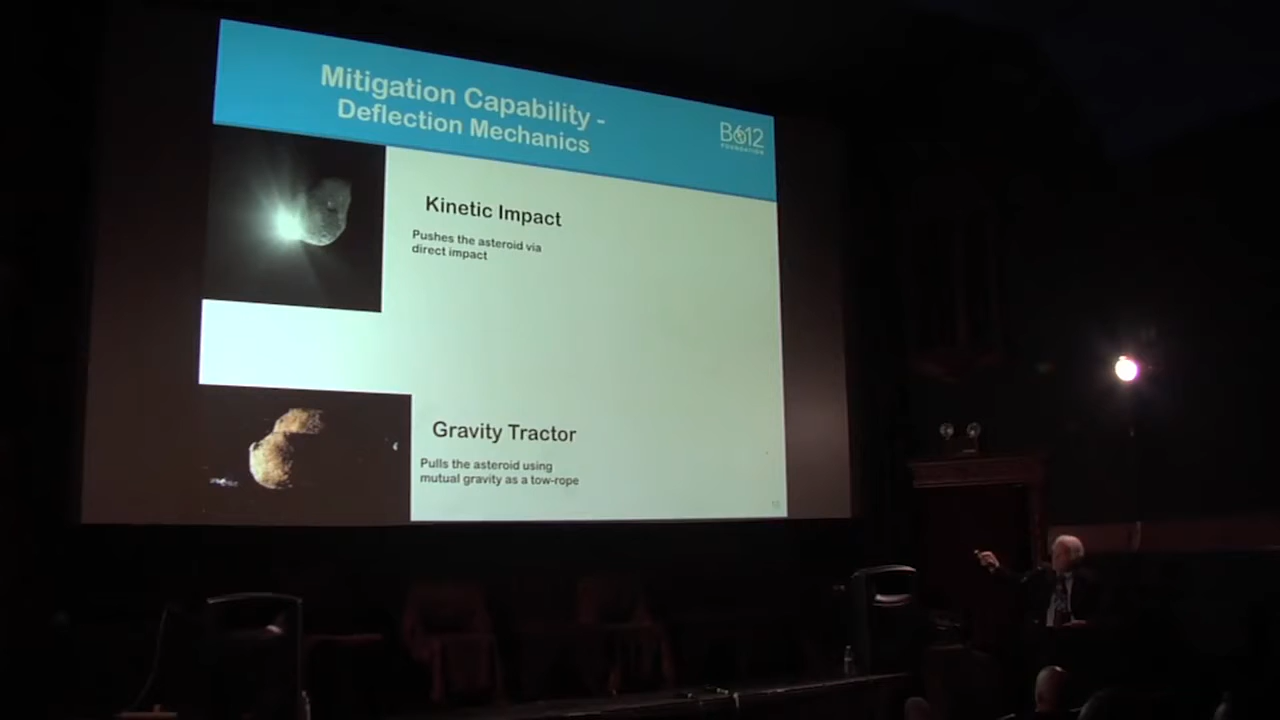 Mitigation Capability -
Deflection Mechanics
B612
FOUNDATION
Kinetic Impact
Pushes the asteroid via
direct impact
Gravity Tractor
Pulls the asteroid using
mutual gravity as a tow-rope